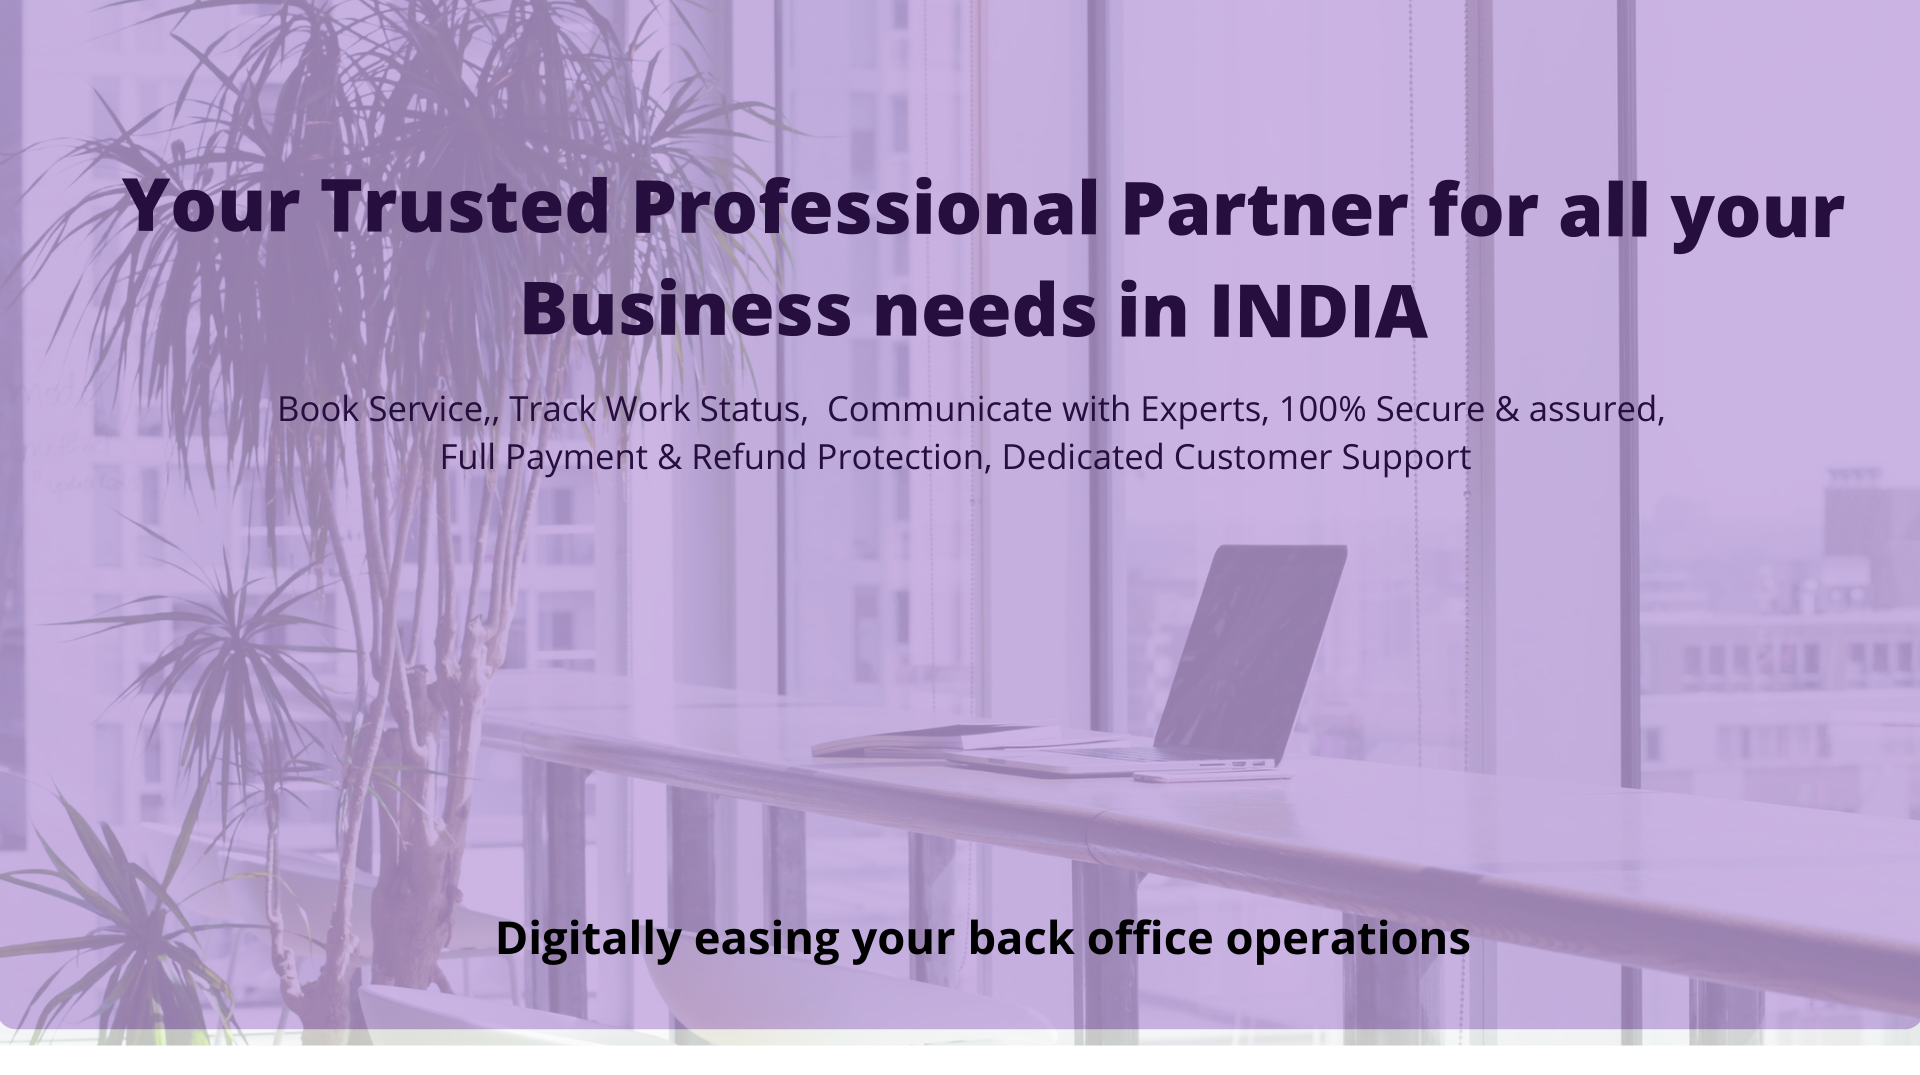 Your Trusted Professional Partner for all your
Business needs in INDIA
Book Service,, Track Work Status,  Communicate with Experts, 100% Secure & assured,
Full Payment & Refund Protection, Dedicated Customer Support
Digitally easing your back office operations